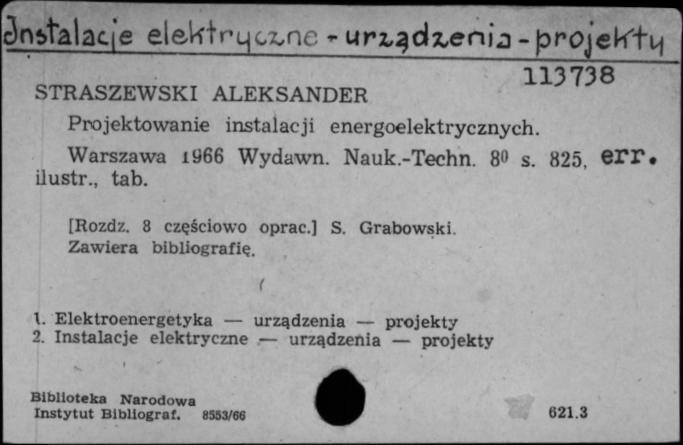 Instalacje elektryczne - urządzenia - projekty
113738
STRASZEWSKI ALEKSANDER
Projektowanie instalacji energoelektrycznych.
Warszawa 1966 Wydawn. Nauk.-Techn. 8⁰ s. 825, err.
ilustr., tab.
[Rozdz. 8 częściowo oprac.] S. Grabowski.
Zawiera bibliografię.
1. Elektroenergetyka — urządzenia — projekty
2. Instalacje elektryczne — urządzenia — projekty
Biblioteka Narodowa
Instytut Bibliograf. 8553/66
621.3